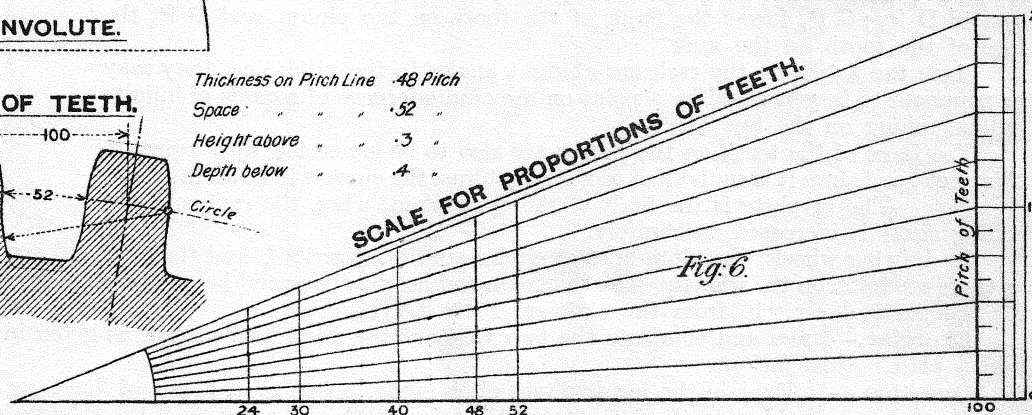 NVOLUTE.
OF TEETH.
100
52
Circle
Thickness on Pitch Line .48 Pitch
Space „ „ „ .52 „
Height above „ „ .3 „
Depth below „ „ .4 „
SCALE FOR PROPORTIONS OF TEETH.
Fig. 6.
Pitch of Teeth
24 30 40 48 52 100